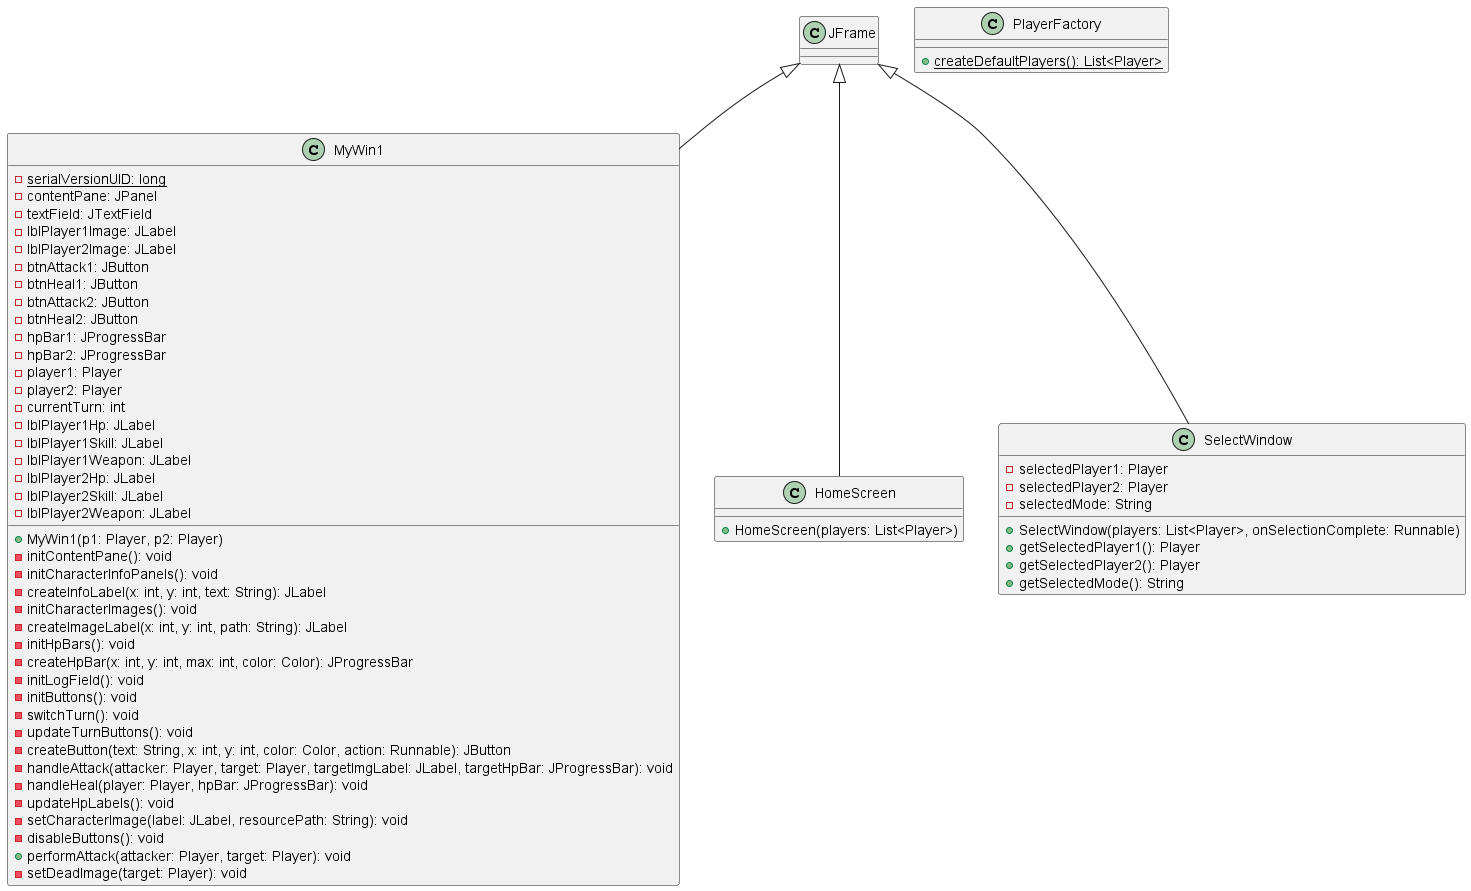 C JFrame
C PlayerFactory
createDefaultPlayers(): List<Player>
C MyWin1
serialVersionUID: long
contentPane: JPanel
textField: JTextField
lblPlayer1Image: JLabel
lblPlayer2Image: JLabel
btnAttack1: JButton
btnHeal1: JButton
btnAttack2: JButton
btnHeal2: JButton
hpBar1: JProgressBar
hpBar2: JProgressBar
player1: Player
player2: Player
currentTurn: int
lblPlayer1Hp: JLabel
lblPlayer1Skill: JLabel
lblPlayer1Weapon: JLabel
lblPlayer2Hp: JLabel
lblPlayer2Skill: JLabel
lblPlayer2Weapon: JLabel
MyWin1(p1: Player, p2: Player)
initContentPane(): void
initCharacterInfoPanels(): void
createInfoLabel(x: int, y: int, text: String): JLabel
initCharacterImages(): void
createImageLabel(x: int, y: int, path: String): JLabel
initHpBars(): void
createHpBar(x: int, y: int, max: int, color: Color): JProgressBar
initLogField(): void
initButtons(): void
switchTurn(): void
updateTurnButtons(): void
createButton(text: String, x: int, y: int, color: Color, action: Runnable): JButton
handleAttack(attacker: Player, target: Player, targetImgLabel: JLabel, targetHpBar: JProgressBar): void
handleHeal(player: Player, hpBar: JProgressBar): void
updateHpLabels(): void
setCharacterImage(label: JLabel, resourcePath: String): void
disableButtons(): void
performAttack(attacker: Player, target: Player): void
setDeadImage(target: Player): void
C HomeScreen
HomeScreen(players: List<Player>)
C SelectWindow
selectedPlayer1: Player
selectedPlayer2: Player
selectedMode: String
SelectWindow(players: List<Player>, onSelectionComplete: Runnable)
getSelectedPlayer1(): Player
getSelectedPlayer2(): Player
getSelectedMode(): String